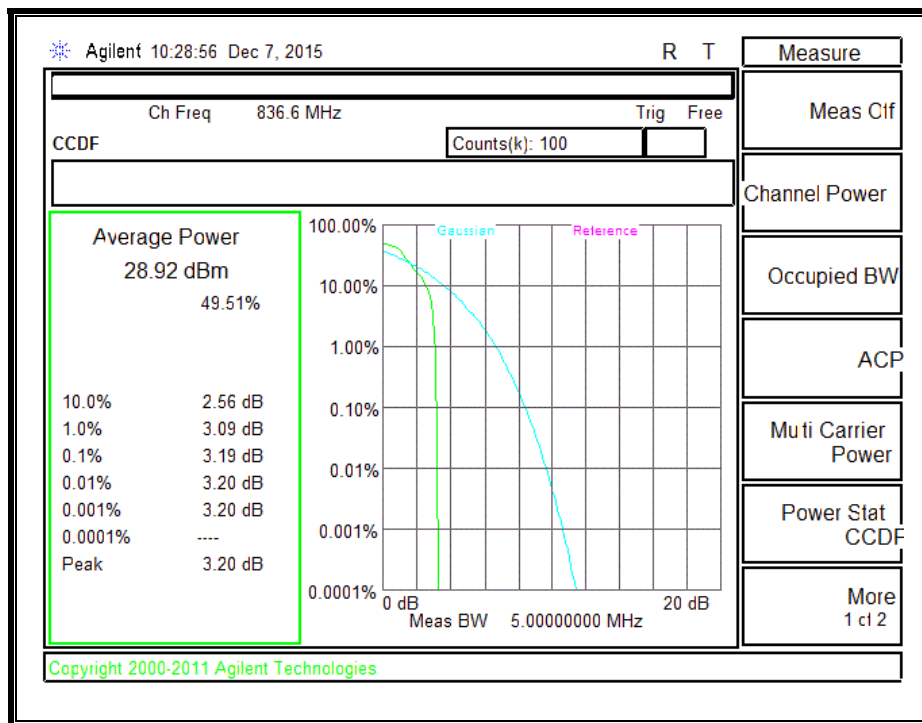 Agilent 10:28:56 Dec 7, 2015 R T
Ch Freq 836.6 MHz Trig Free
CCDF Counts(k): 100
Average Power
28.92 dBm
49.51%
10.0% 2.56 dB
1.0% 3.09 dB
0.1% 3.19 dB
0.01% 3.20 dB
0.001% 3.20 dB
0.0001% ----
Peak 3.20 dB
Gaussian Reference
100.00%
10.00%
1.00%
0.10%
0.01%
0.001%
0.0001%
0 dB 20 dB
Meas BW 5.00000000 MHz
Measure
Meas Off
Channel Power
Occupied BW
ACP
Multi Carrier
Power
Power Stat
CCDF
More
1 of 2
Copyright 2000-2011 Agilent Technologies